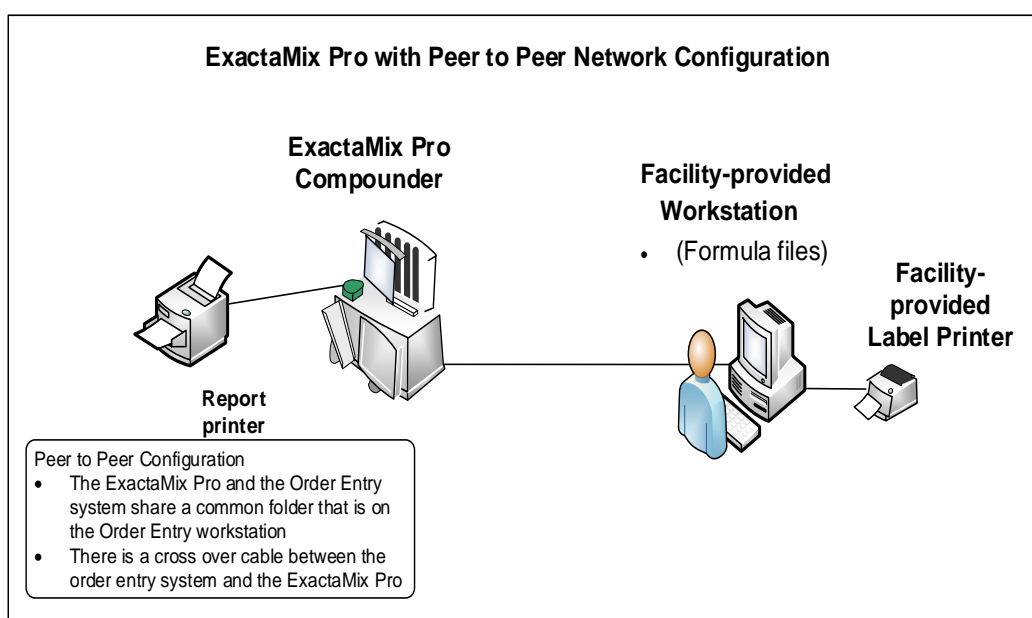 ExactaMix Pro with Peer to Peer Network Configuration
ExactaMix Pro
Compounder
Facility-provided
Workstation
• (Formula files)
Facility-
provided
Label Printer
Report
printer
Peer to Peer Configuration
• The ExactaMix Pro and the Order Entry
system share a common folder that is on
the Order Entry workstation
• There is a cross over cable between the
order entry system and the ExactaMix Pro